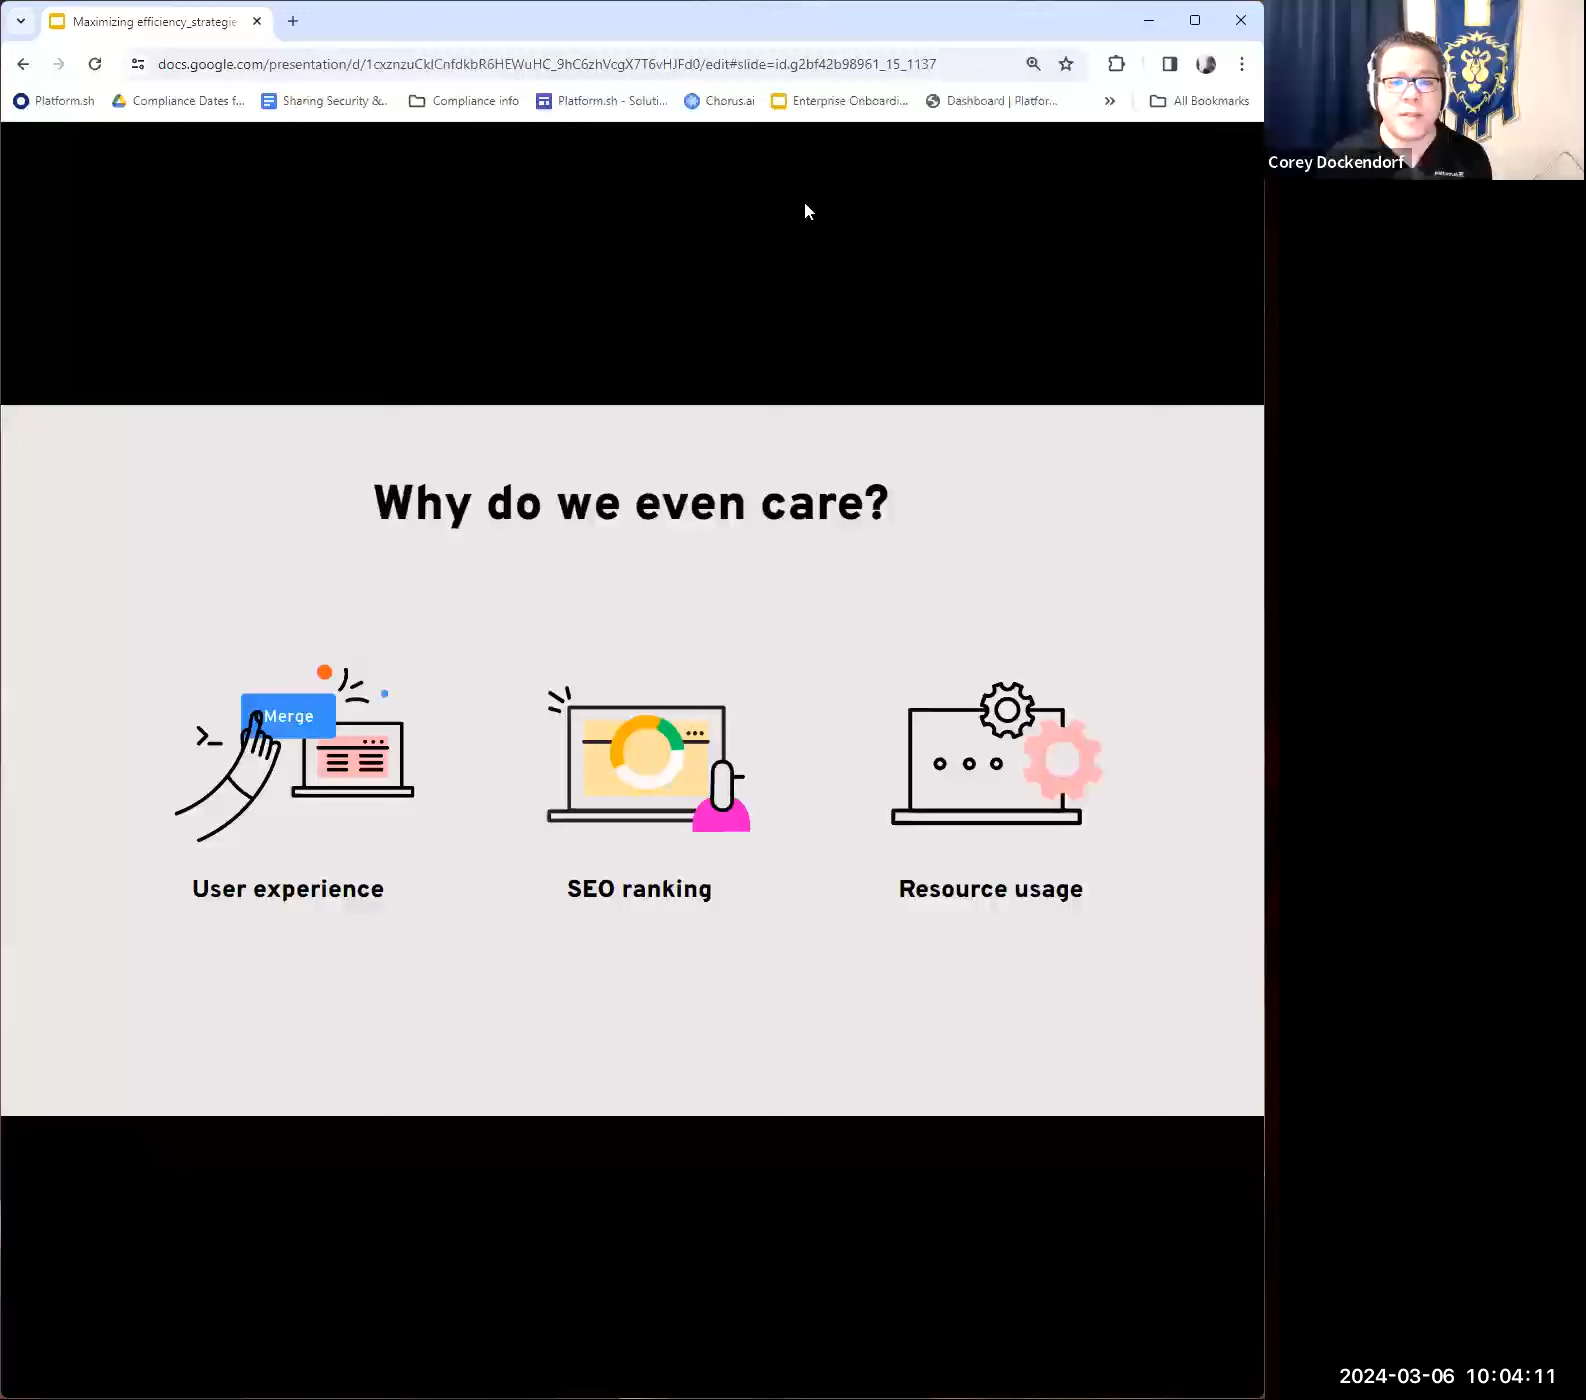 Maximizing efficiency_strategie
docs.google.com/presentation/d/1cxznzuCkICnfdkbR6HEWuHC_9hC6zhVcgX7T6vHJFd0/edit#slide=id.g2bf42b98961_15_1137
Platform.sh
Compliance Dates f...
Sharing Security &...
Compliance info
Platform.sh - Soluti...
Chorus.ai
Enterprise Onboardi...
Dashboard | Platfor...
All Bookmarks
Corey Dockendorf
Why do we even care?
Merge
User experience
SEO ranking
Resource usage
2024-03-06 10:04:11